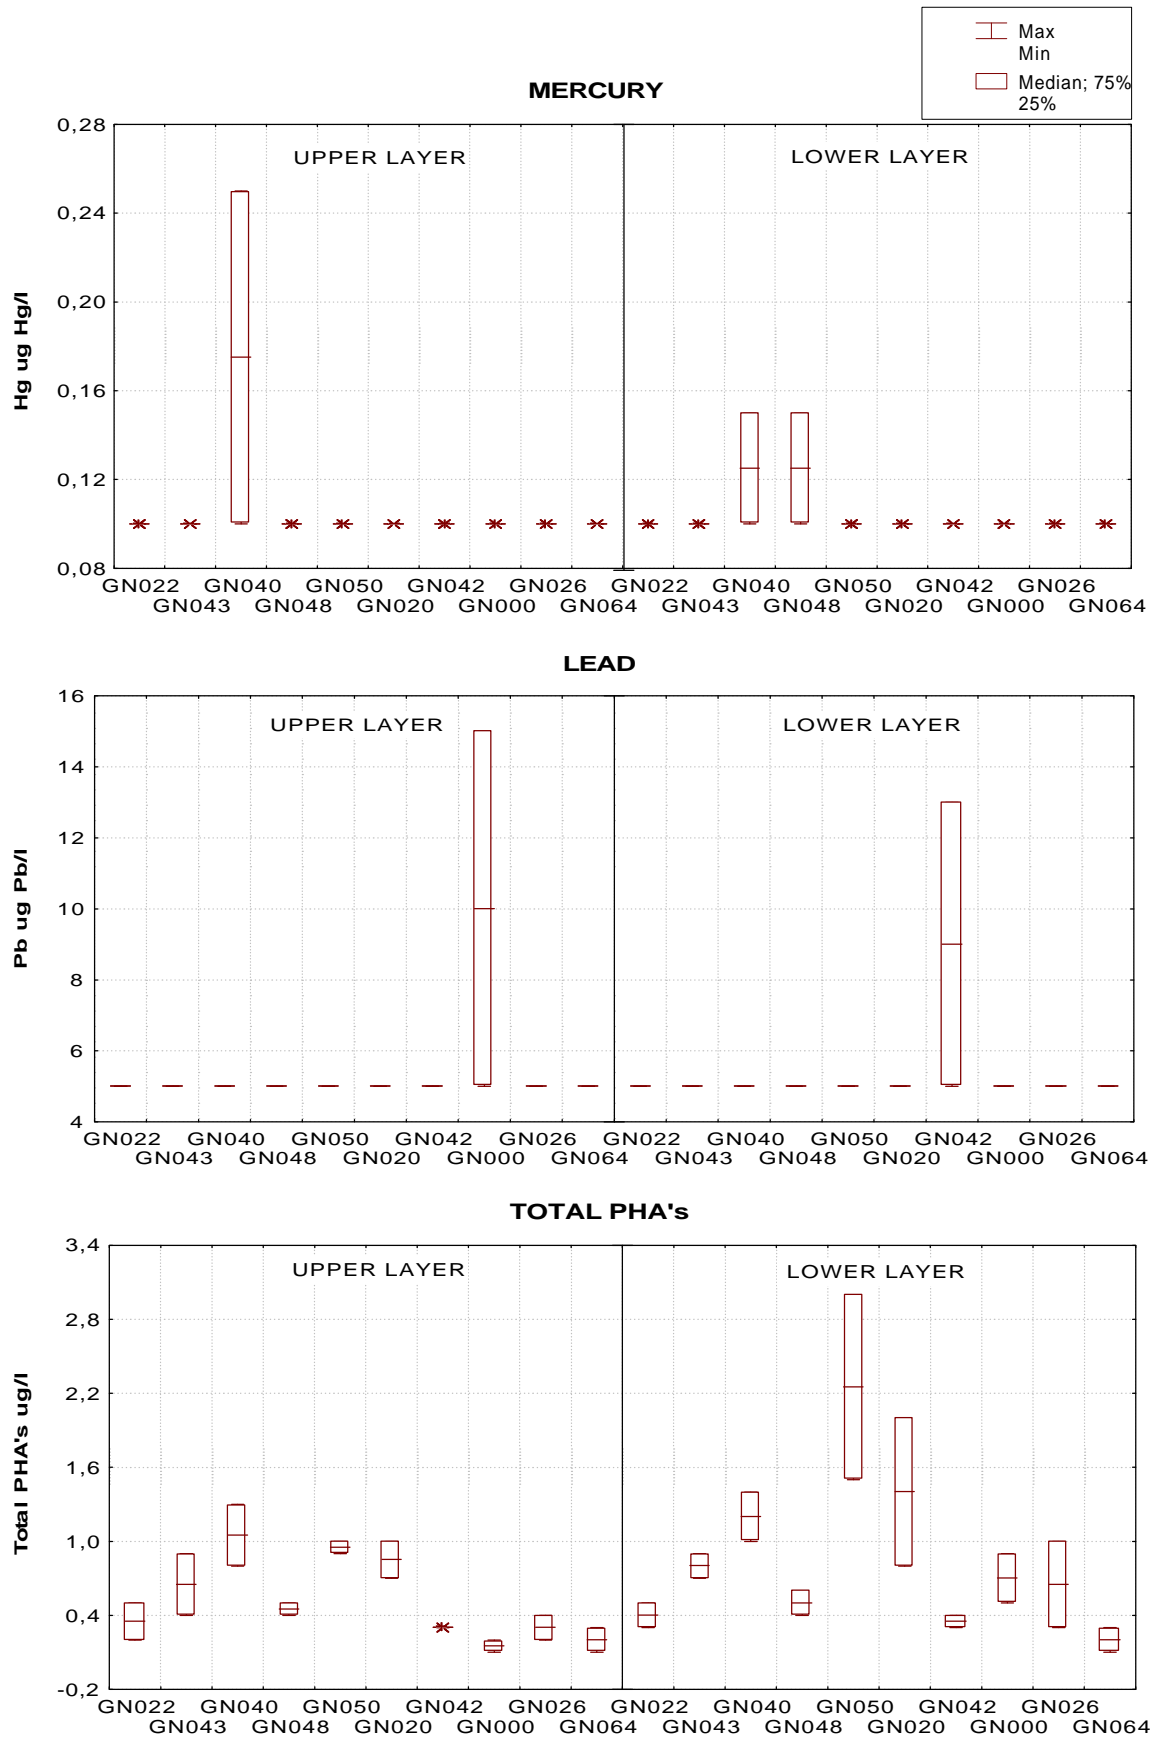 Max
Min
Median; 75%
25%
MERCURY
UPPER LAYER
LOWER LAYER
Hg ug Hg/l
0,28
0,24
0,20
0,16
0,12
0,08
GN022 GN040 GN050 GN042 GN026 GN022 GN040 GN050 GN042 GN026
GN043 GN048 GN020 GN000 GN064 GN043 GN048 GN020 GN000 GN064
LEAD
UPPER LAYER
LOWER LAYER
Pb ug Pb/l
16
14
12
10
8
6
4
GN022 GN040 GN050 GN042 GN026 GN022 GN040 GN050 GN042 GN026
GN043 GN048 GN020 GN000 GN064 GN043 GN048 GN020 GN000 GN064
TOTAL PHA's
UPPER LAYER
LOWER LAYER
Total PHA's ug/l
3,4
2,8
2,2
1,6
1,0
0,4
-0,2
GN022 GN040 GN050 GN042 GN026 GN022 GN040 GN050 GN042 GN026
GN043 GN048 GN020 GN000 GN064 GN043 GN048 GN020 GN000 GN064